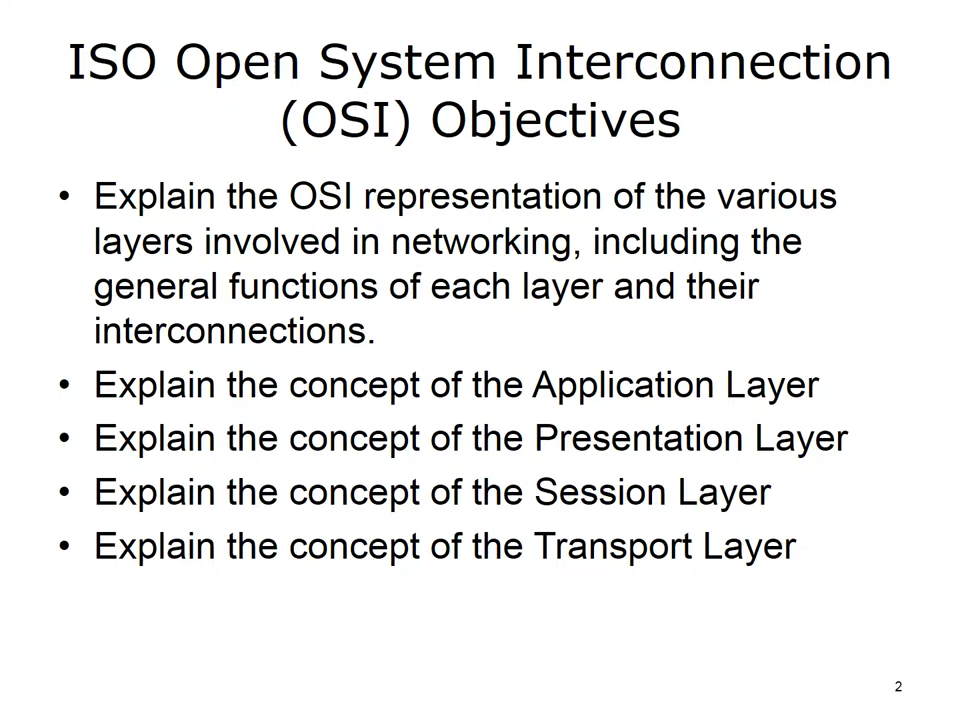 ISO Open System Interconnection
(OSI) Objectives
• Explain the OSI representation of the various
layers involved in networking, including the
general functions of each layer and their
interconnections.
• Explain the concept of the Application Layer
• Explain the concept of the Presentation Layer
• Explain the concept of the Session Layer
• Explain the concept of the Transport Layer
2